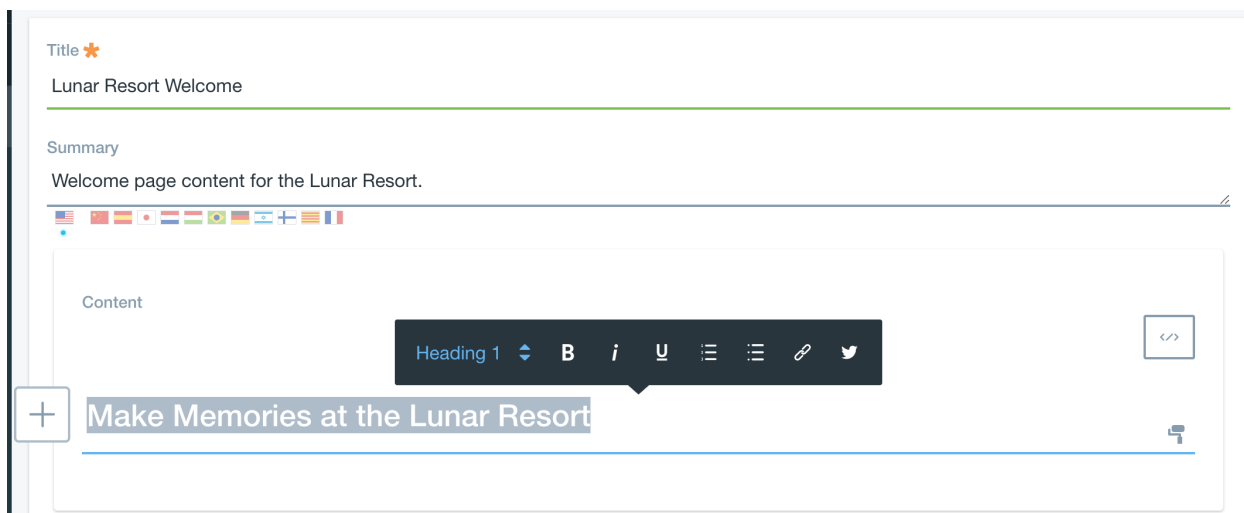 Title
Lunar Resort Welcome
Summary
Welcome page content for the Lunar Resort.
Content
Heading 1 B i U
Make Memories at the Lunar Resort